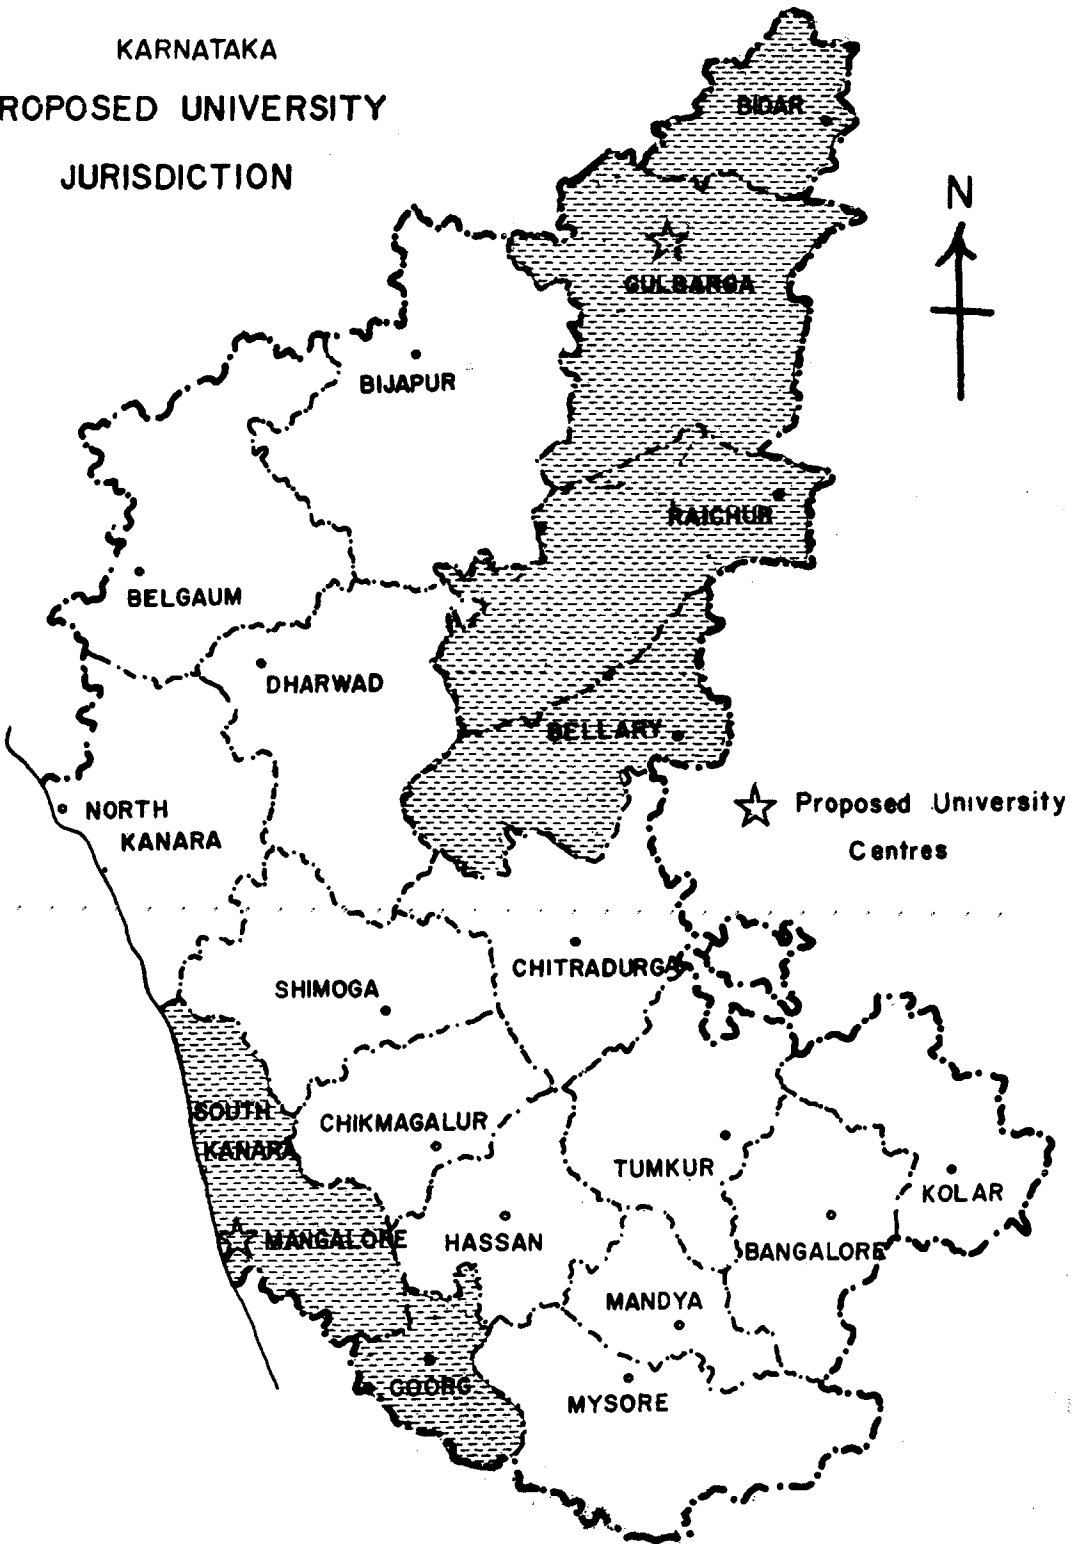 KARNATAKA
ROPOSED UNIVERSITY
JURISDICTION
BIDAR
N
GULBARGA
BIJAPUR
RAICHUR
BELGAUM
DHARWAD
BELLARY
NORTH
KANARA
Proposed University
Centres
CHITRADURGA
SHIMOGA
SOUTH
KANARA
CHIKMAGALUR
TUMKUR
KOLAR
MANGALORE
HASSAN
BANGALORE
MANDYA
COORG
MYSORE